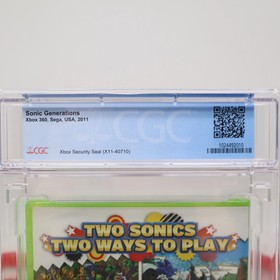 Sonic Generations
Xbox 360, Sega, USA, 2011
CGC
Xbox Security Seal (X11-40710)
1024492010
CGC
TWO SONICS
TWO WAYS TO PLAY